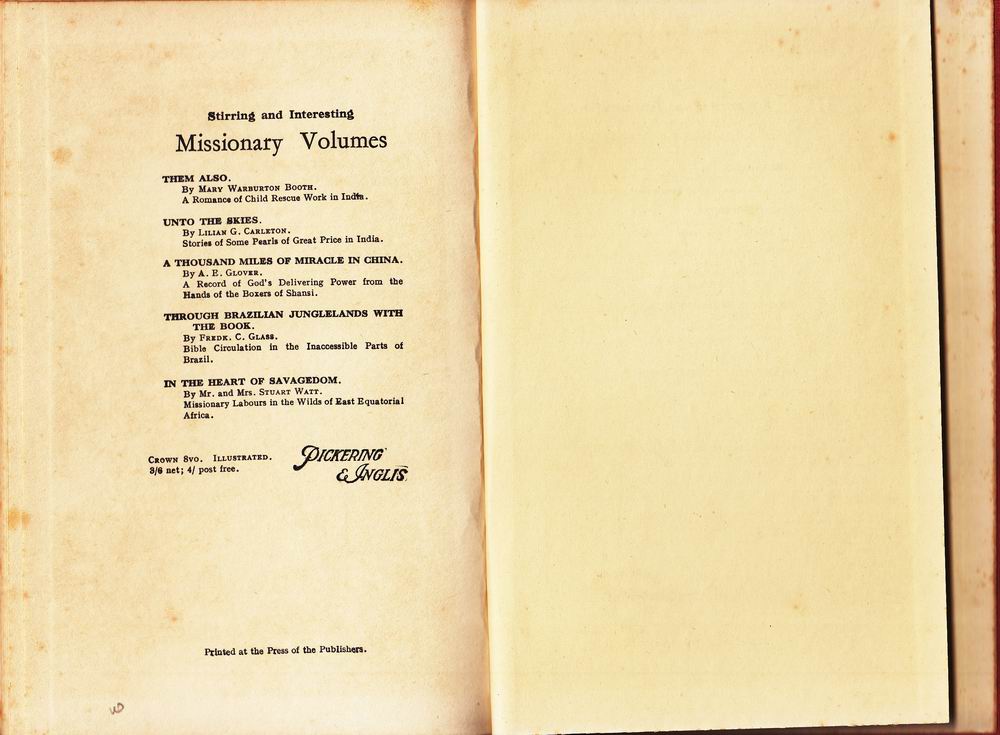 Stirring and Interesting
Missionary Volumes
THEM ALSO.
By Mary Warburton Booth.
A Romance of Child Rescue Work in India.
UNTO THE SKIES.
By Lilian G. Carleton.
Stories of Some Pearls of Great Price in India.
A THOUSAND MILES OF MIRACLE IN CHINA.
By A. E. Glover.
A Record of God's Delivering Power from the
Hands of the Boxers of Shansi.
THROUGH BRAZILIAN JUNGLELANDS WITH
THE BOOK.
By Fredk. C. Glass.
Bible Circulation in the Inaccessible Parts of
Brazil.
IN THE HEART OF SAVAGEDOM.
By Mr. and Mrs. Stuart Watt.
Missionary Labours in the Wilds of East Equatorial
Africa.
Crown 8vo. Illustrated.
3/6 net; 4/ post free.
PICKERING
& INGLIS
Printed at the Press of the Publishers.